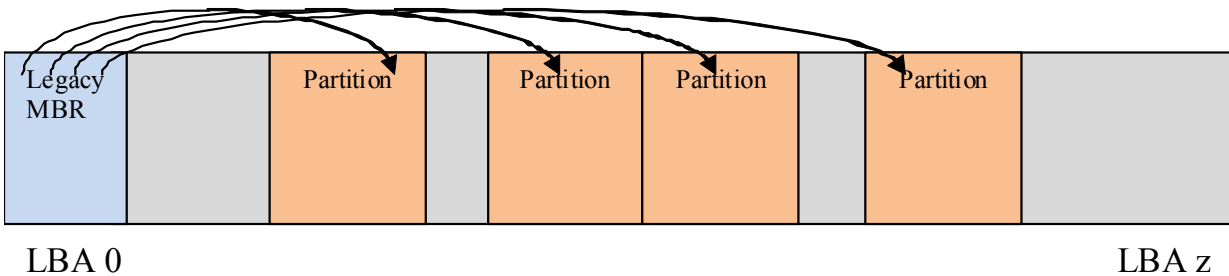 Legacy
MBR
Partition
Partition
Partition
Partition
LBA 0
LBA z